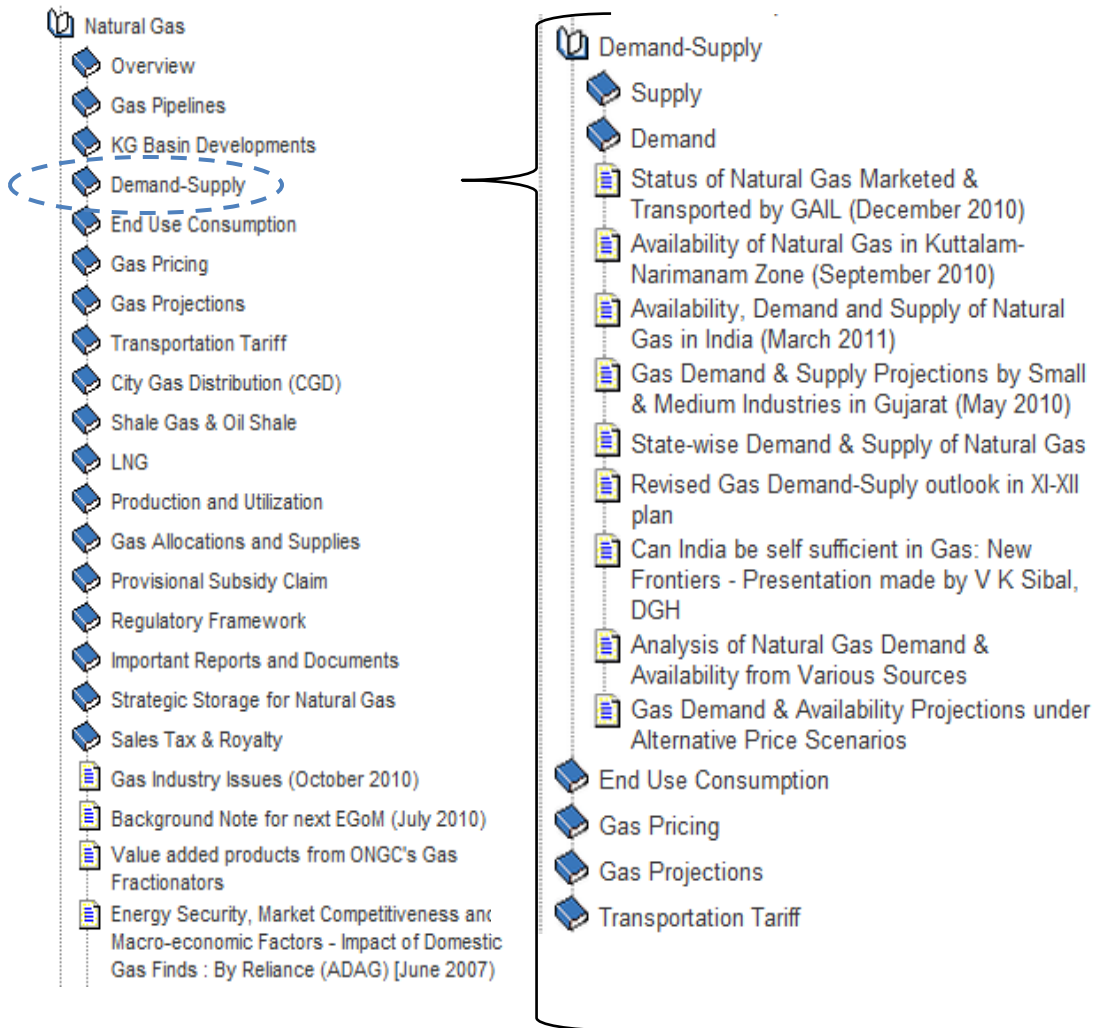 Natural Gas
Overview
Gas Pipelines
KG Basin Developments
Demand-Supply
End Use Consumption
Gas Pricing
Gas Projections
Transportation Tariff
City Gas Distribution (CGD)
Shale Gas & Oil Shale
LNG
Production and Utilization
Gas Allocations and Supplies
Provisional Subsidy Claim
Regulatory Framework
Important Reports and Documents
Strategic Storage for Natural Gas
Sales Tax & Royalty
Gas Industry Issues (October 2010)
Background Note for next EGoM (July 2010)
Value added products from ONGC's Gas
Fractionators
Energy Security, Market Competitiveness and
Macro-economic Factors - Impact of Domestic
Gas Finds : By Reliance (ADAG) [June 2007)
Demand-Supply
Supply
Demand
Status of Natural Gas Marketed &
Transported by GAIL (December 2010)
Availability of Natural Gas in Kuttalam-
Narimanam Zone (September 2010)
Availability, Demand and Supply of Natural
Gas in India (March 2011)
Gas Demand & Supply Projections by Small
& Medium Industries in Gujarat (May 2010)
State-wise Demand & Supply of Natural Gas
Revised Gas Demand-Suply outlook in XI-XII
plan
Can India be self sufficient in Gas: New
Frontiers - Presentation made by V K Sibal,
DGH
Analysis of Natural Gas Demand &
Availability from Various Sources
Gas Demand & Availability Projections under
Alternative Price Scenarios
End Use Consumption
Gas Pricing
Gas Projections
Transportation Tariff